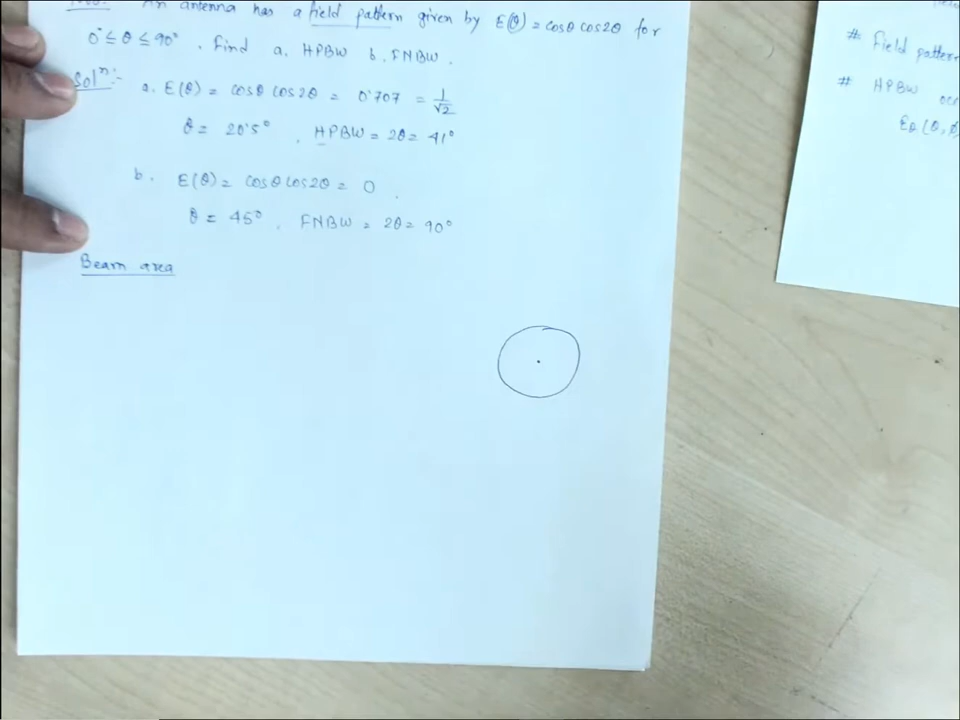 An antenna has a field pattern given by E(θ) = cosθ cos2θ for
0° ≤ θ ≤ 90° . Find a. HPBW b. FNBW .
Solⁿ:-
a. E(θ) = cosθ cos2θ = 0.707 = 1/√2
θ = 20.5° , HPBW = 2θ = 41°
b. E(θ) = cosθ cos2θ = 0 .
θ = 45° , FNBW = 2θ = 90°
Beam area
# Field pattern
# HPBW
Eθ(θ,